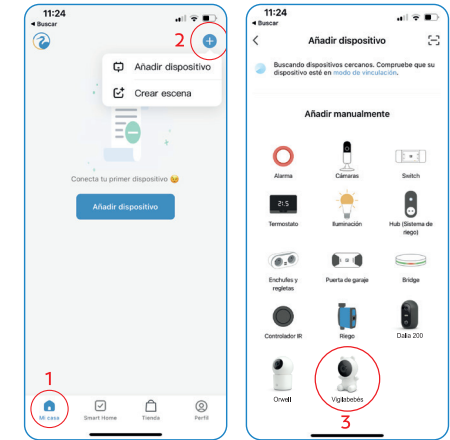 11:24
◀ Buscar
2
Añadir dispositivo
Crear escena
Conecta tu primer dispositivo 😉
Añadir dispositivo
1
Mi casa
Smart Home
Tienda
Perfil
11:24
◀ Buscar
Añadir dispositivo
Buscando dispositivos cercanos. Compruebe que su
dispositivo esté en modo de vinculación.
Añadir manualmente
Alarma
Cámaras
Switch
Termostato
Iluminación
Hub (Sistema de
riego)
Enchufes y
regletas
Puerta de garaje
Bridge
Controlador IR
Riego
Dalia 200
Orwell
Vigilabebés
3